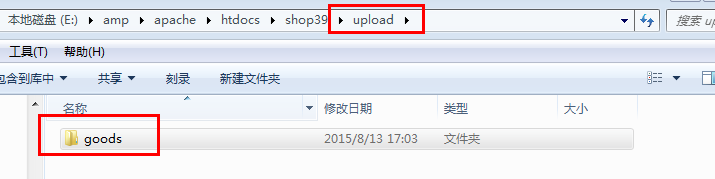 本地磁盘 (E:) ▶ amp ▶ apache ▶ htdocs ▶ shop39 ▶ upload ▶
搜索 up
工具(T) 帮助(H)
包含到库中 共享 刻录 新建文件夹
名称 修改日期 类型 大小
goods 2015/8/13 17:03 文件夹